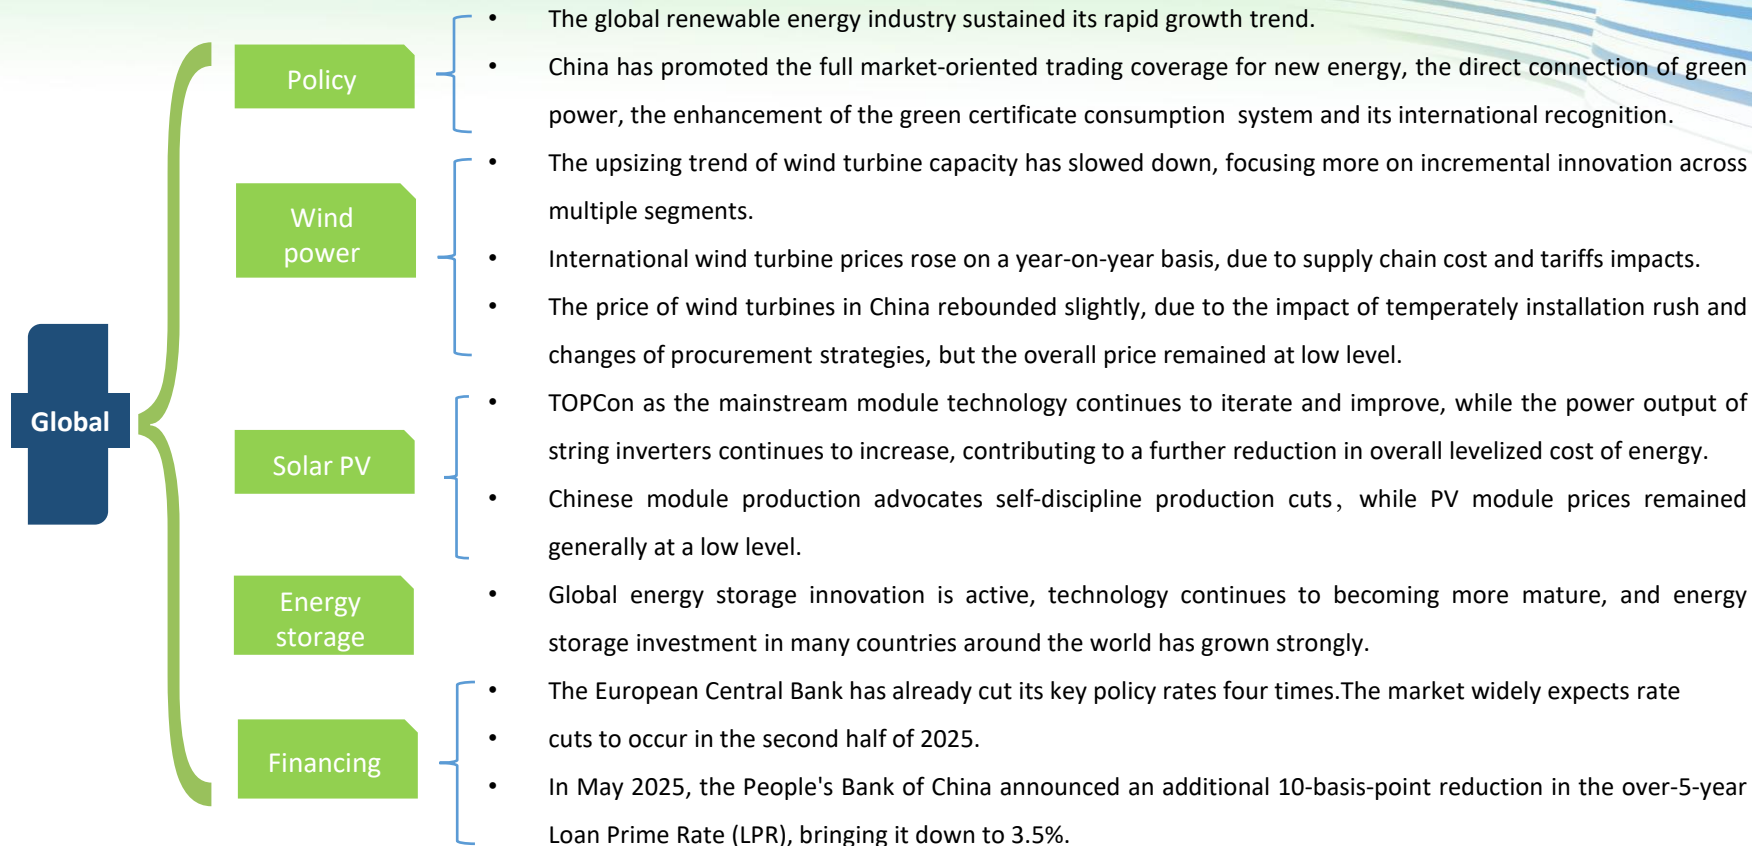 Global
Policy
• The global renewable energy industry sustained its rapid growth trend.
• China has promoted the full market-oriented trading coverage for new energy, the direct connection of green
power, the enhancement of the green certificate consumption system and its international recognition.
Wind
power
• The upsizing trend of wind turbine capacity has slowed down, focusing more on incremental innovation across
multiple segments.
• International wind turbine prices rose on a year-on-year basis, due to supply chain cost and tariffs impacts.
• The price of wind turbines in China rebounded slightly, due to the impact of temperately installation rush and
changes of procurement strategies, but the overall price remained at low level.
Solar PV
• TOPCon as the mainstream module technology continues to iterate and improve, while the power output of
string inverters continues to increase, contributing to a further reduction in overall levelized cost of energy.
• Chinese module production advocates self-discipline production cuts，while PV module prices remained
generally at a low level.
Energy
storage
• Global energy storage innovation is active, technology continues to becoming more mature, and energy
storage investment in many countries around the world has grown strongly.
Financing
• The European Central Bank has already cut its key policy rates four times.The market widely expects rate
• cuts to occur in the second half of 2025.
• In May 2025, the People's Bank of China announced an additional 10-basis-point reduction in the over-5-year
Loan Prime Rate (LPR), bringing it down to 3.5%.